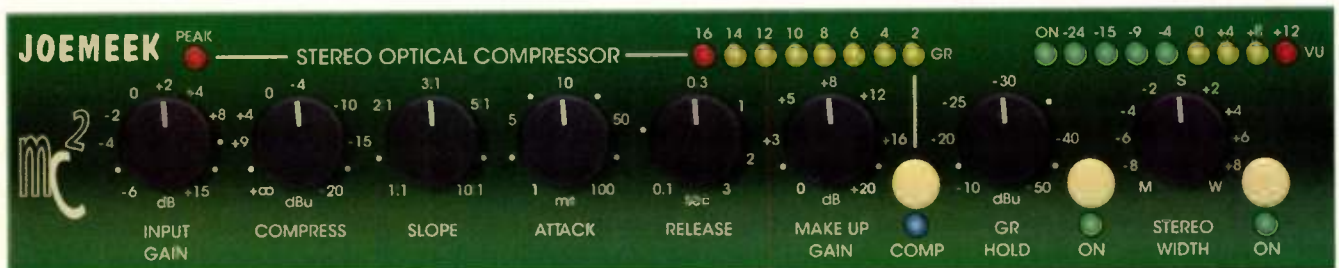 JOEMEEK
PEAK
STEREO OPTICAL COMPRESSOR
16 14 12 10 8 6 4 2 GR
ON -24 -15 -9 -4 0 +4 +8 +12 VU
mc2
-6 -4 -2 0 +2 +4 +8 +15
dB
INPUT GAIN
+∞ +9 +4 0 -4 -10 -15 -20
dBu
COMPRESS
1:1 2:1 3:1 5:1 10:1
SLOPE
1 5 10 50 100
ATTACK
0.1 0.3 1 2 3
RELEASE
0 +3 +5 +8 +12 +16 +20
dB
MAKE UP GAIN
COMP
-10 -20 -25 -30 -40 -50
dBu
GR HOLD
ON
M -8 -6 -4 -2 S +2 +4 +6 +8 W
STEREO WIDTH
ON